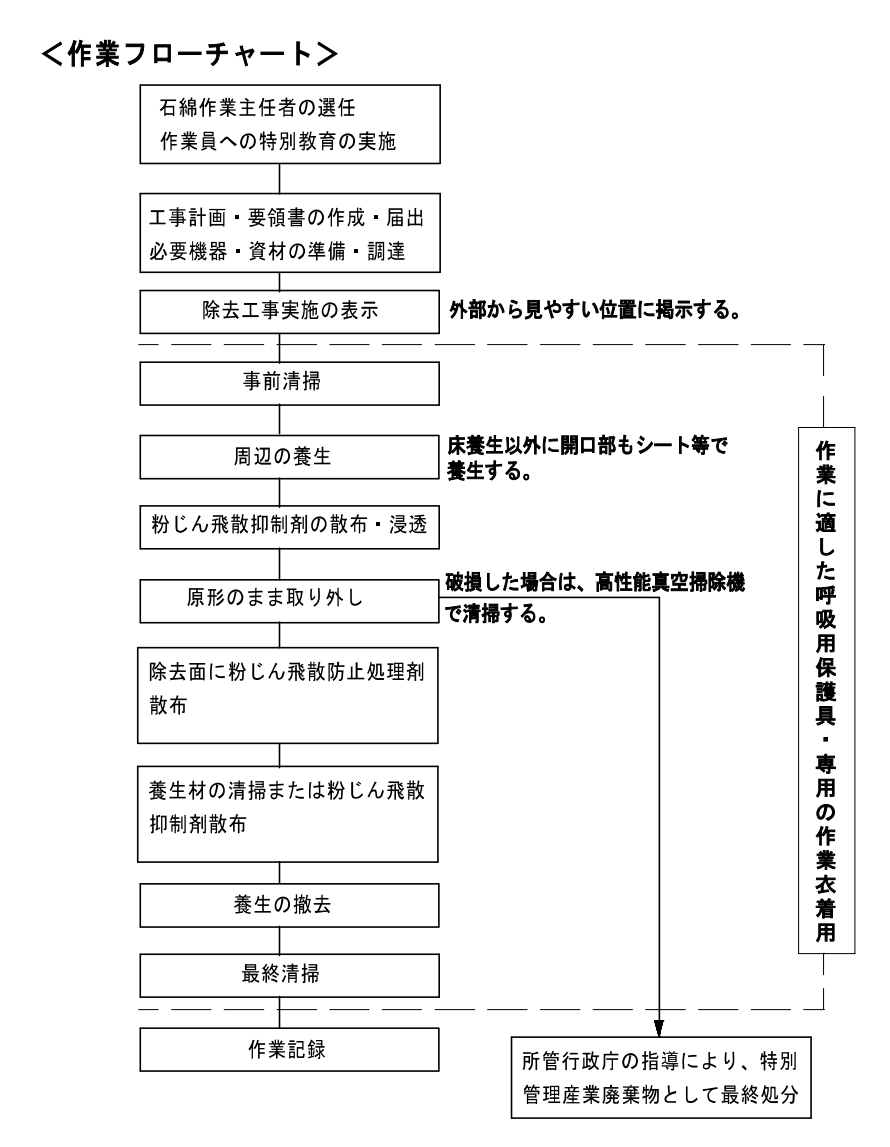 ＜作業フローチャート＞
石綿作業主任者の選任
作業員への特別教育の実施
工事計画・要領書の作成・届出
必要機器・資材の準備・調達
除去工事実施の表示
外部から見やすい位置に掲示する。
事前清掃
周辺の養生
床養生以外に開口部もシート等で
養生する。
粉じん飛散抑制剤の散布・浸透
原形のまま取り外し
破損した場合は、高性能真空掃除機
で清掃する。
除去面に粉じん飛散防止処理剤
散布
養生材の清掃または粉じん飛散
抑制剤散布
養生の撤去
最終清掃
作業に適した呼吸用保護具・専用の作業衣着用
作業記録
所管行政庁の指導により、特別
管理産業廃棄物として最終処分